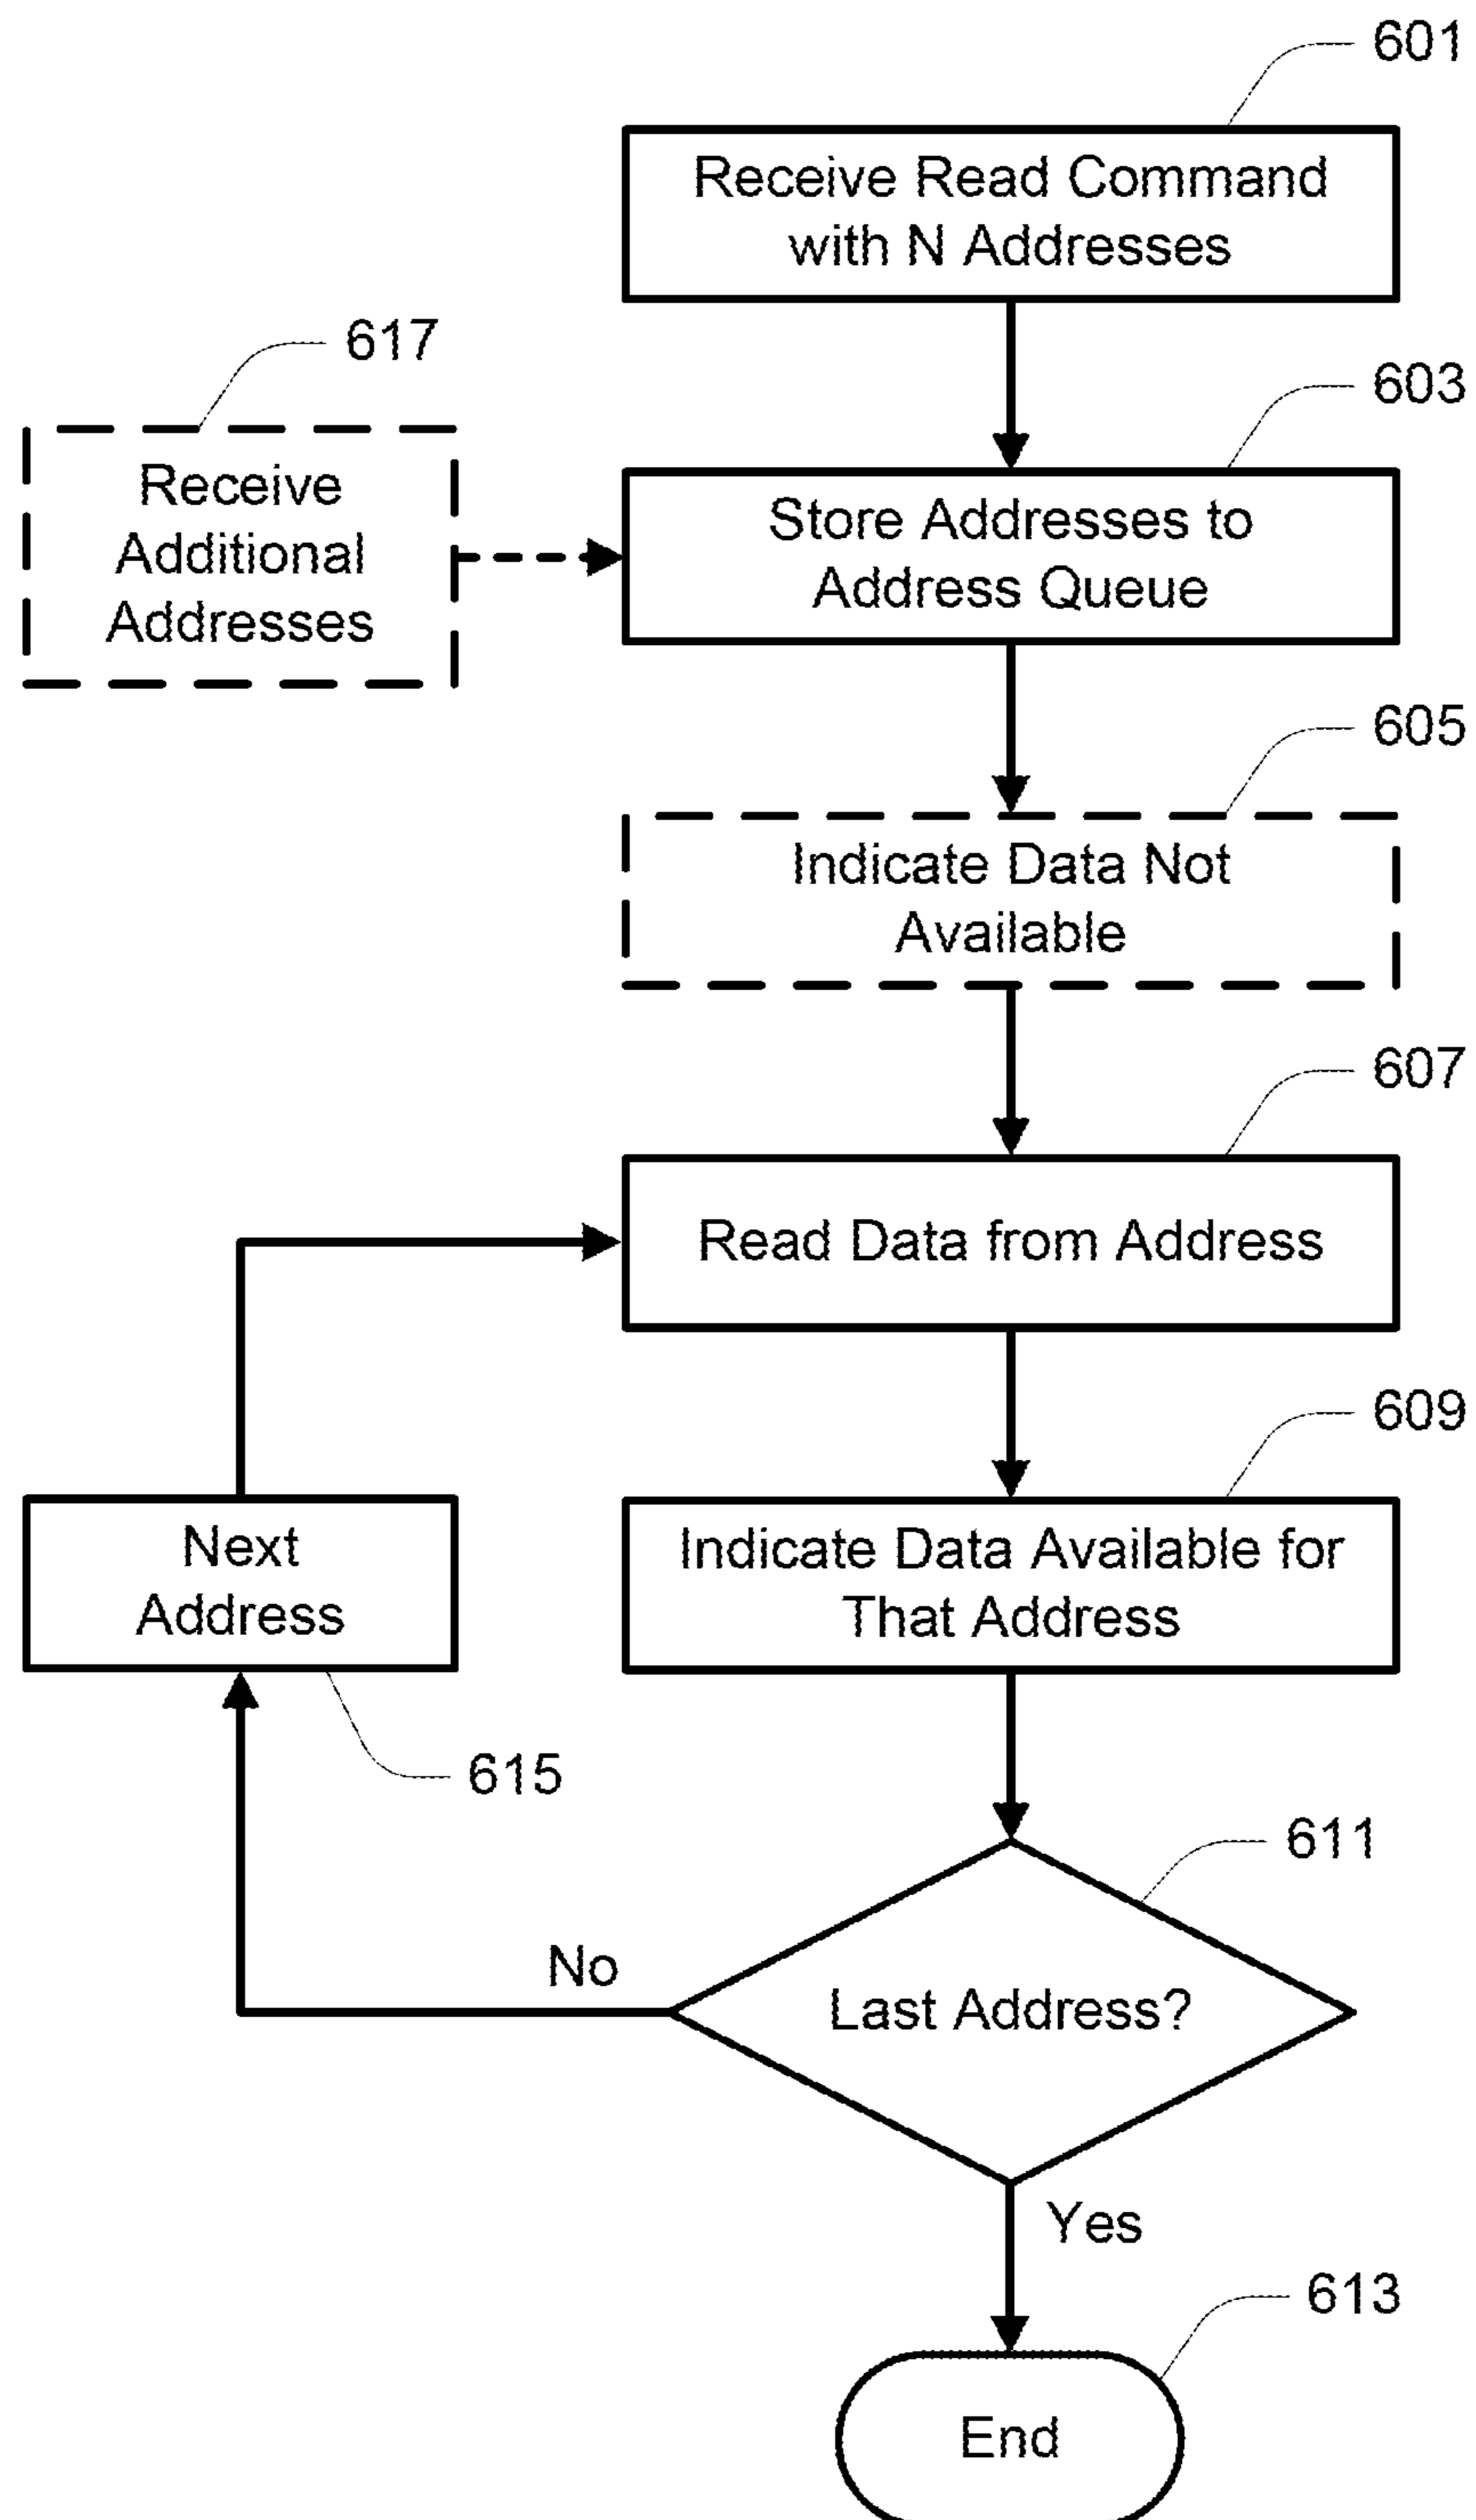 601
Receive Read Command
with N Addresses
617
603
Receive
Additional
Addresses
Store Addresses to
Address Queue
605
Indicate Data Not
Available
607
Read Data from Address
609
Next
Address
Indicate Data Available for
That Address
615
611
No
Last Address?
Yes
613
End